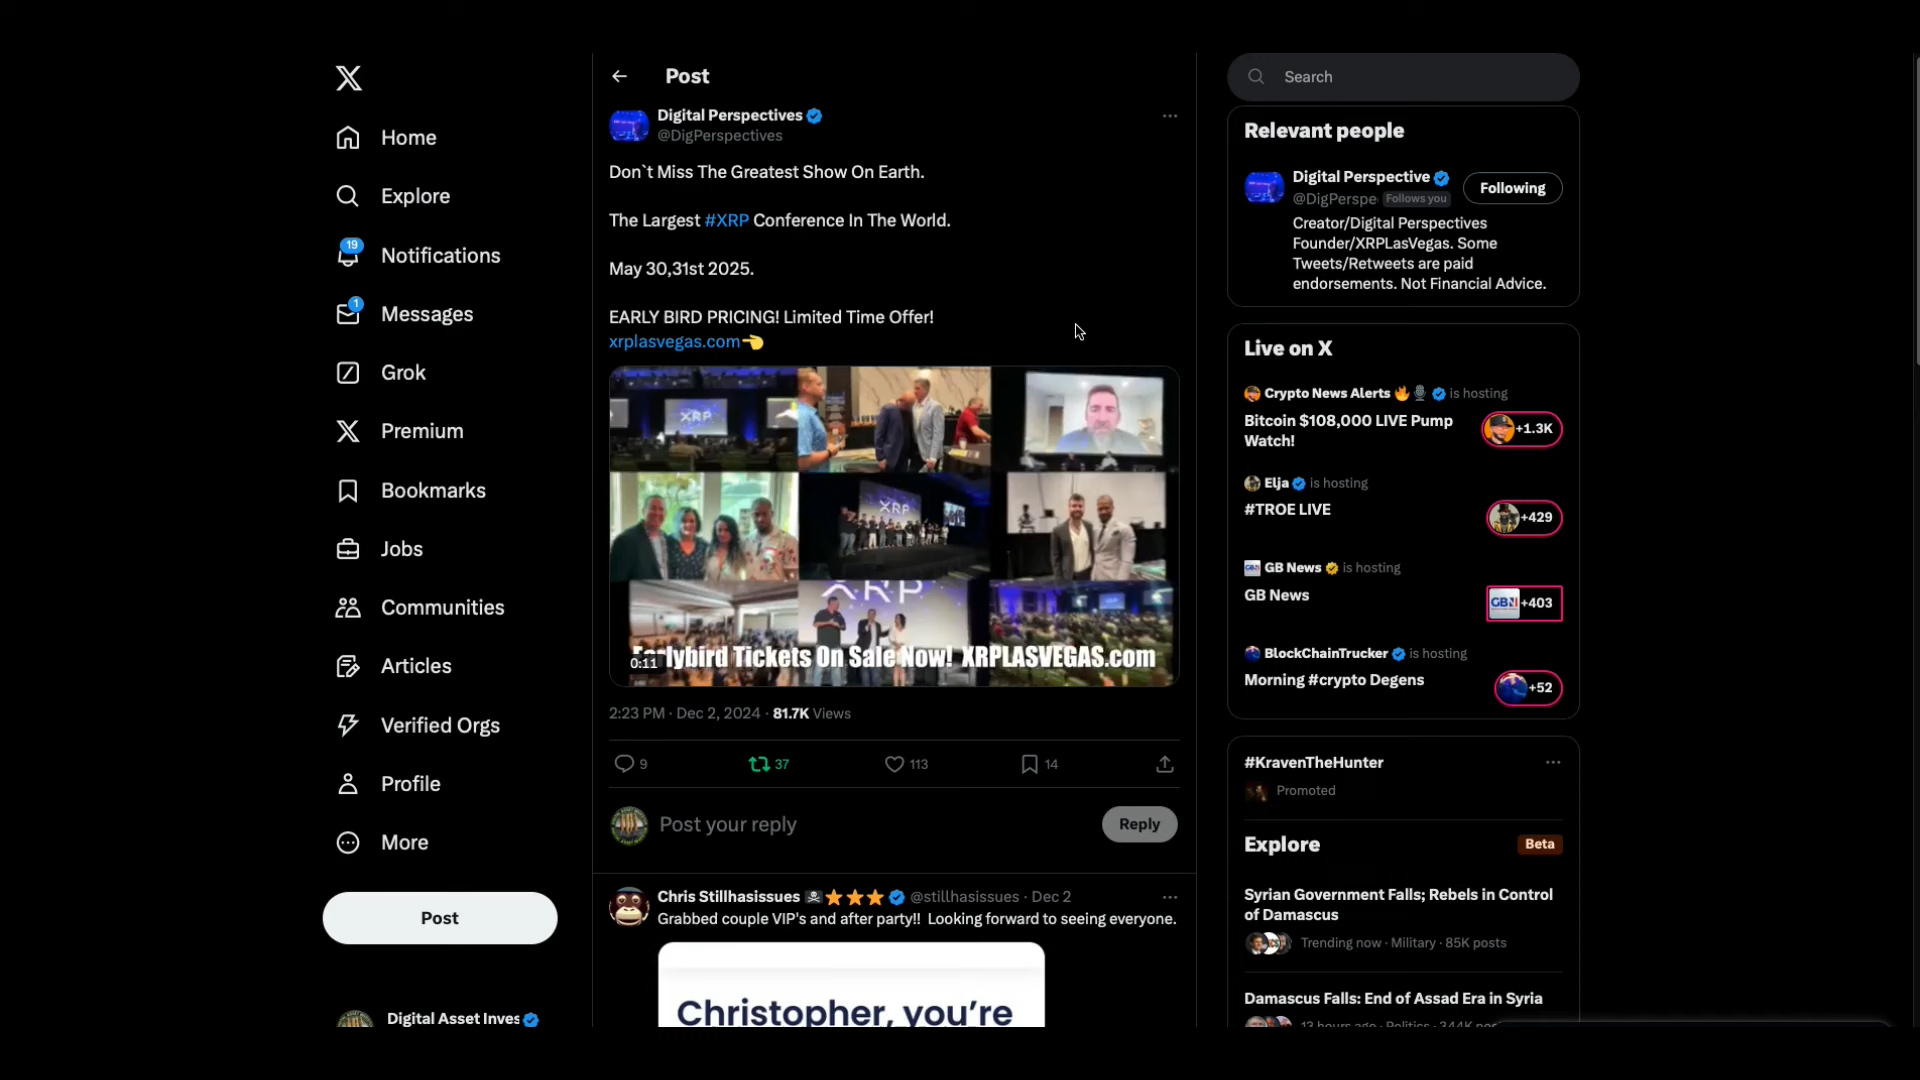 Home
Explore
19
Notifications
1
Messages
Grok
Premium
Bookmarks
Jobs
Communities
Articles
Verified Orgs
Profile
More
Post
Digital Asset Inves
Post
Digital Perspectives
@DigPerspectives
Don`t Miss The Greatest Show On Earth.
The Largest #XRP Conference In The World.
May 30,31st 2025.
EARLY BIRD PRICING! Limited Time Offer!
xrplasvegas.com👈
XRP
XRP
XRP
0:11
Earlybird Tickets On Sale Now! XRPLASVEGAS.com
2:23 PM · Dec 2, 2024 · 81.7K Views
9 37 113 14
Post your reply
Reply
Chris Stillhasissues 🏴‍☠️⭐⭐⭐ @stillhasissues · Dec 2
Grabbed couple VIP's and after party!! Looking forward to seeing everyone.
Christopher, you're
Search
Relevant people
Digital Perspective
@DigPerspe Follows you
Following
Creator/Digital Perspectives
Founder/XRPLasVegas. Some
Tweets/Retweets are paid
endorsements. Not Financial Advice.
Live on X
Crypto News Alerts 🔥🎙 is hosting
Bitcoin $108,000 LIVE Pump
Watch!
+1.3K
Elja is hosting
#TROE LIVE
+429
GB News is hosting
GB News
GBN +403
BlockChainTrucker is hosting
Morning #crypto Degens
+52
#KravenTheHunter
Promoted
Explore
Beta
Syrian Government Falls; Rebels in Control
of Damascus
Trending now · Military · 85K posts
Damascus Falls: End of Assad Era in Syria
13 hours ago · Politics · 344K